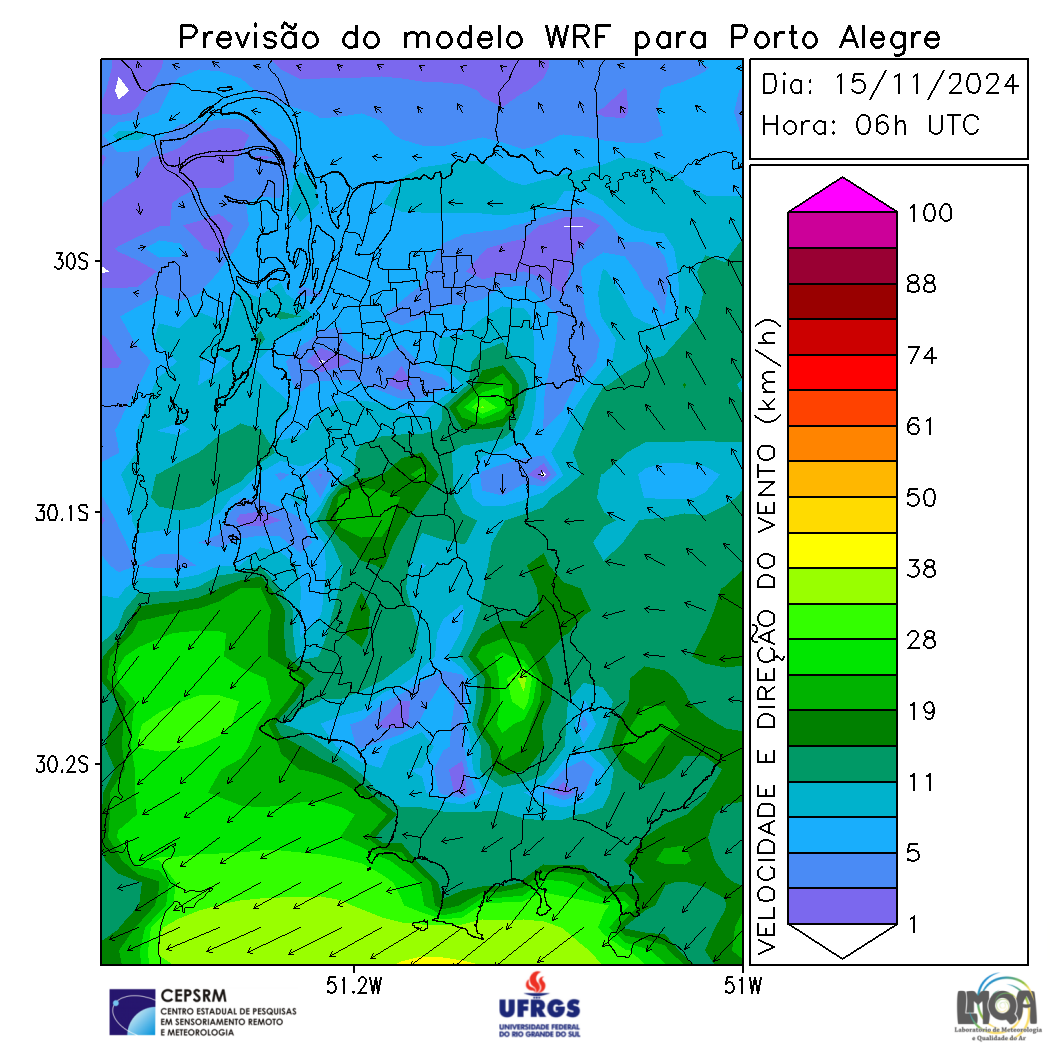 Previsão do modelo WRF para Porto Alegre
Dia: 15/11/2024
Hora: 06h UTC
30S
30.1S
30.2S
51.2W
51W
VELOCIDADE E DIREÇÃO DO VENTO (km/h)
100
88
74
61
50
38
28
19
11
5
1
CEPSRM
CENTRO ESTADUAL DE PESQUISAS
EM SENSORIAMENTO REMOTO
E METEOROLOGIA
UFRGS
UNIVERSIDADE FEDERAL
DO RIO GRANDE DO SUL
LMQA
Laboratório de Meteorologia
e Qualidade do Ar